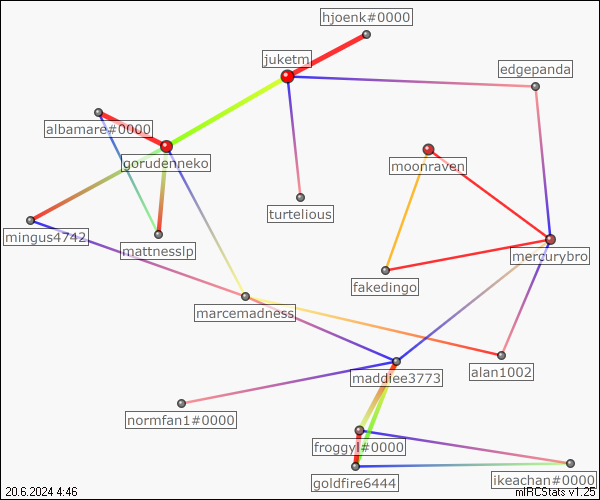 hjoenk#0000
juketm
edgepanda
albamare#0000
gorudenneko
moonraven
turtelious
mingus4742
mattnesslp
mercurybro
fakedingo
marcemadness
alan1002
maddiee3773
normfan1#0000
froggyl#0000
goldfire6444
ikeachan#0000
20.6.2024 4:46
mIRCStats v1.25